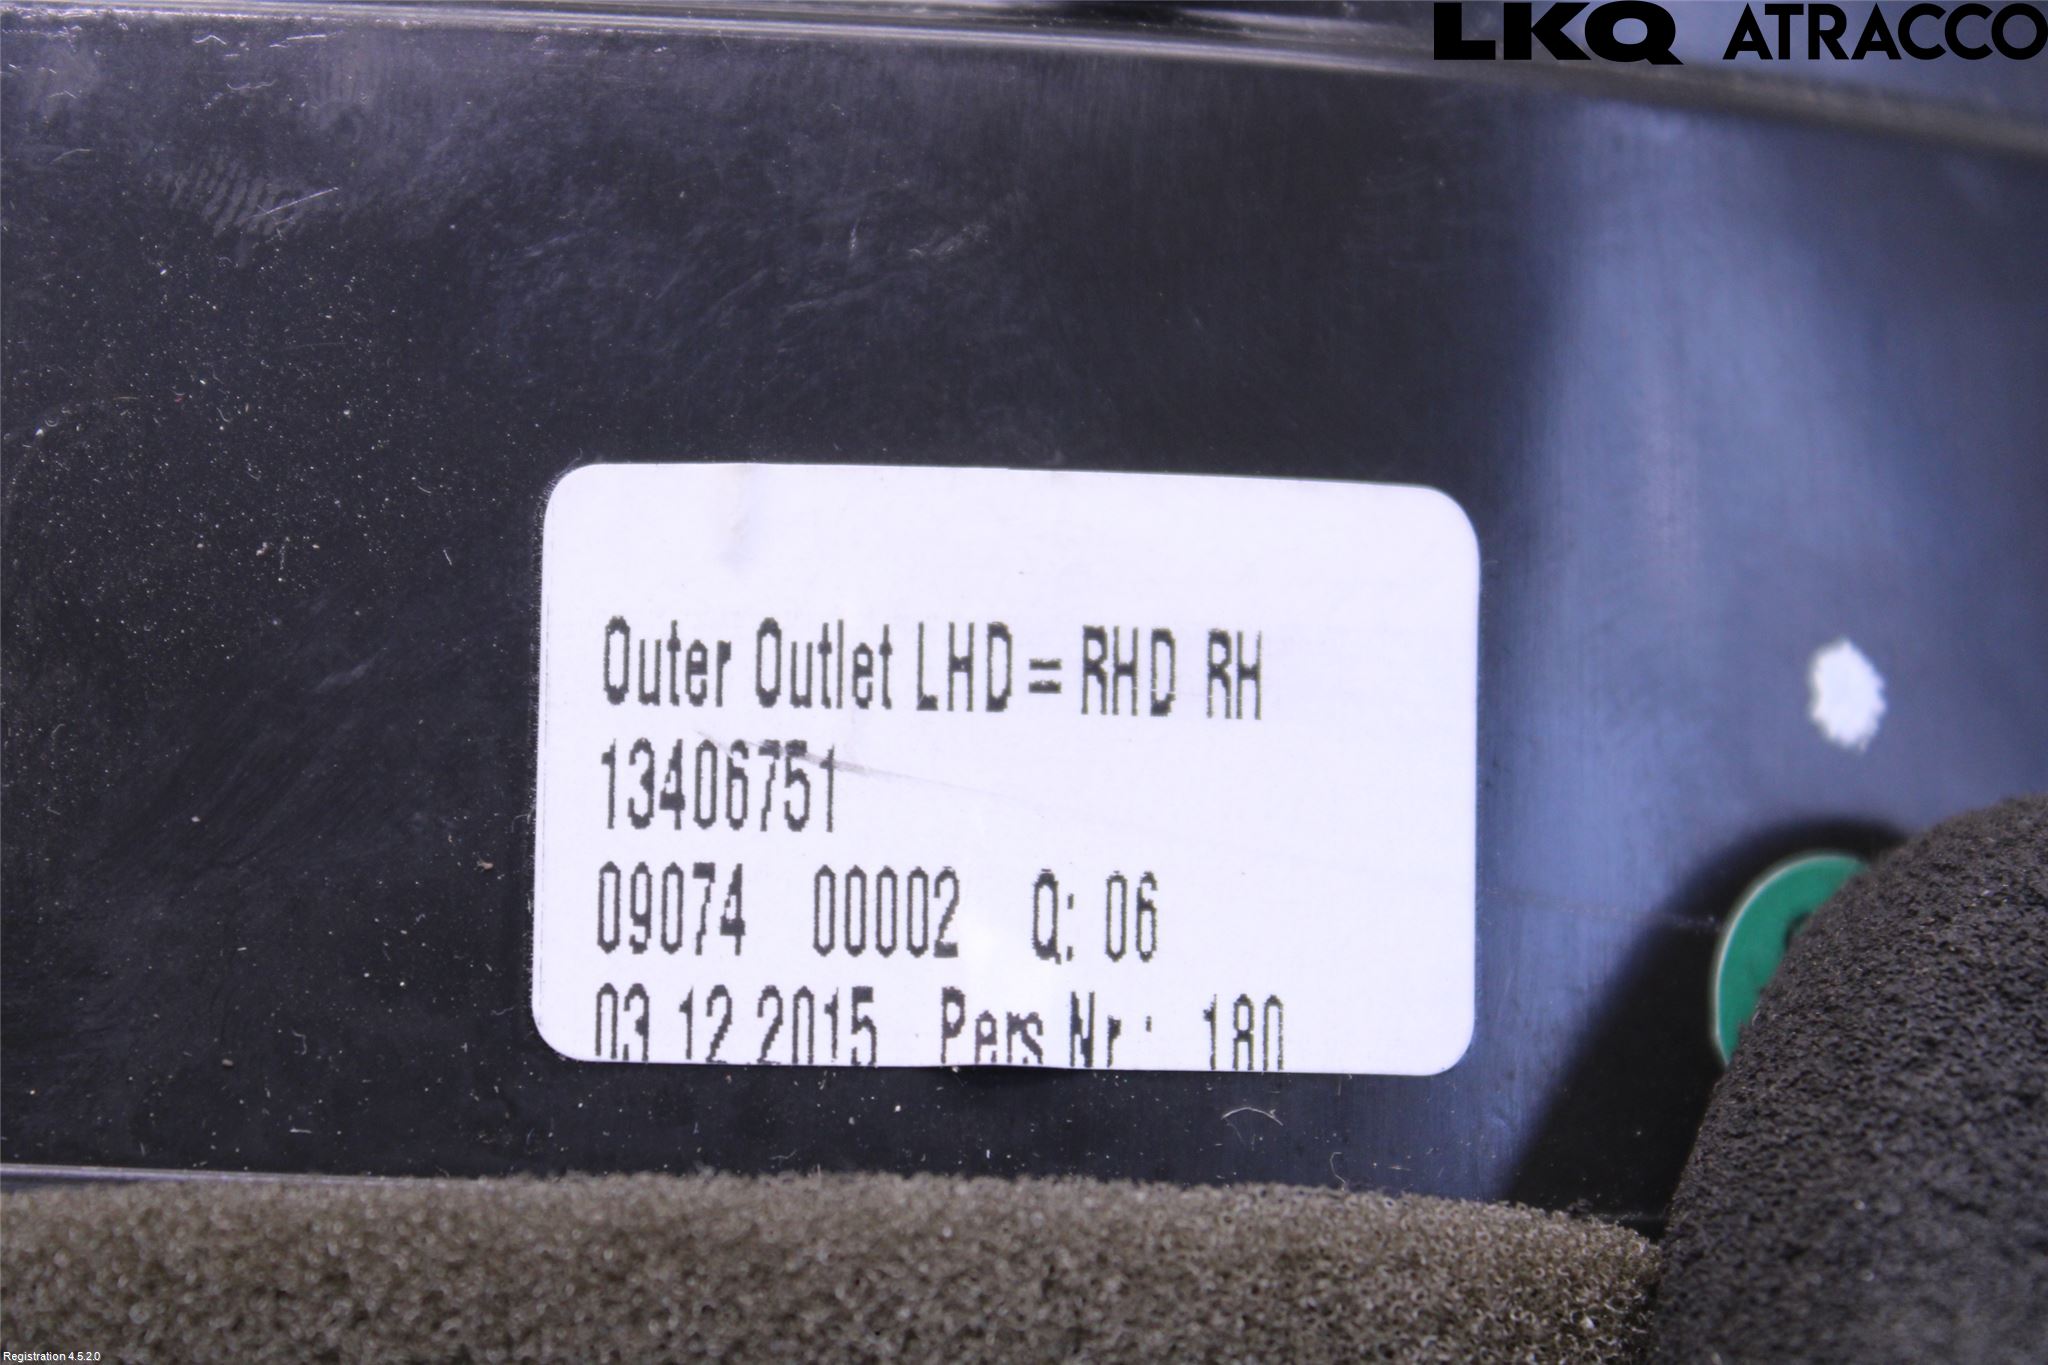 LKQ ATRACCO
Outer Outlet LHD = RHD RH
13406751
09074 00002 Q: 06
03.12.2015 Pers.Nr.: 180
Registration 4.5.2.0